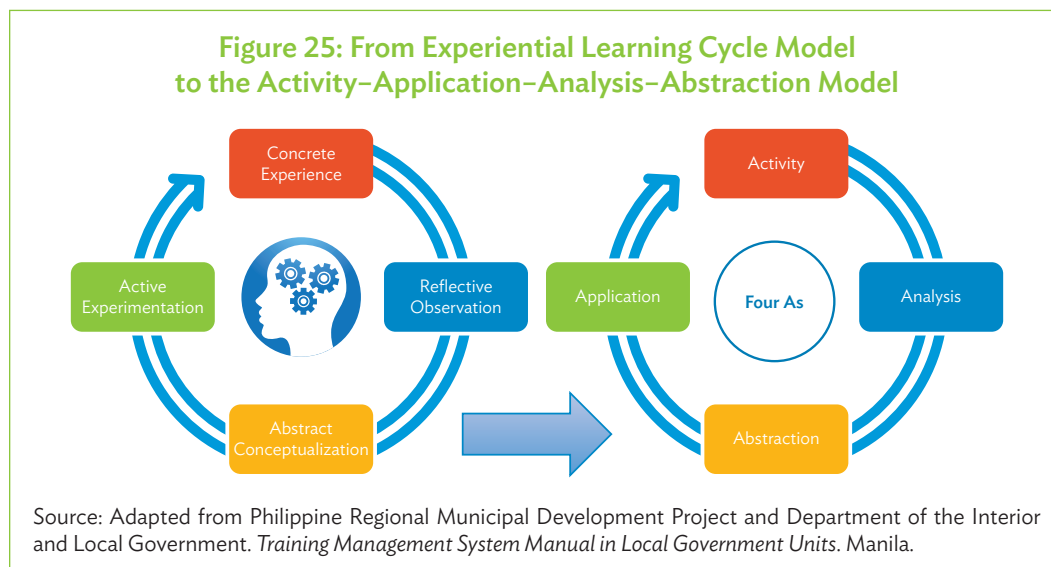 Figure 25: From Experiential Learning Cycle Model
to the Activity–Application–Analysis–Abstraction Model
Concrete
Experience
Reflective
Observation
Abstract
Conceptualization
Active
Experimentation
Activity
Analysis
Abstraction
Application
Four As
Source: Adapted from Philippine Regional Municipal Development Project and Department of the Interior
and Local Government. Training Management System Manual in Local Government Units. Manila.